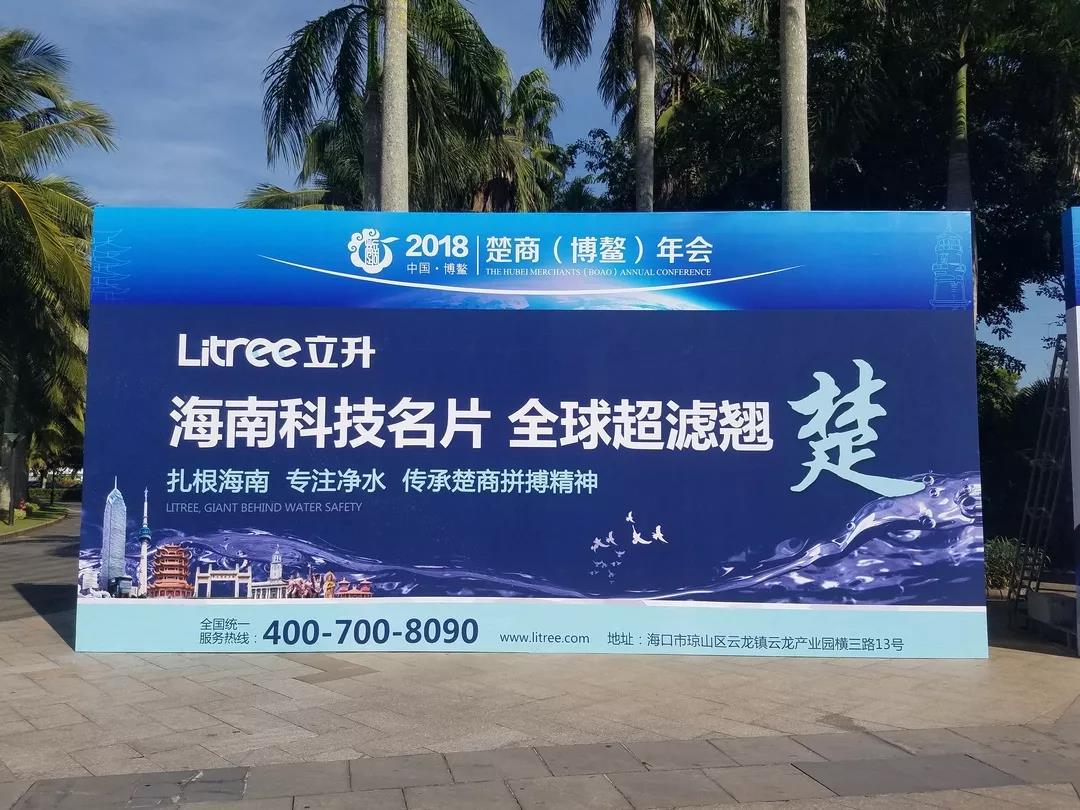 2018 楚商（博鳌）年会
中国·博鳌 THE HUBEI MERCHANTS（BOAO）ANNUAL CONFERENCE
Litree立升
海南科技名片 全球超滤翘楚
扎根海南 专注净水 传承楚商拼搏精神
LITREE, GIANT BEHIND WATER SAFETY
全国统一
服务热线：400-700-8090 www.litree.com 地址：海口市琼山区云龙镇云龙产业园横三路13号